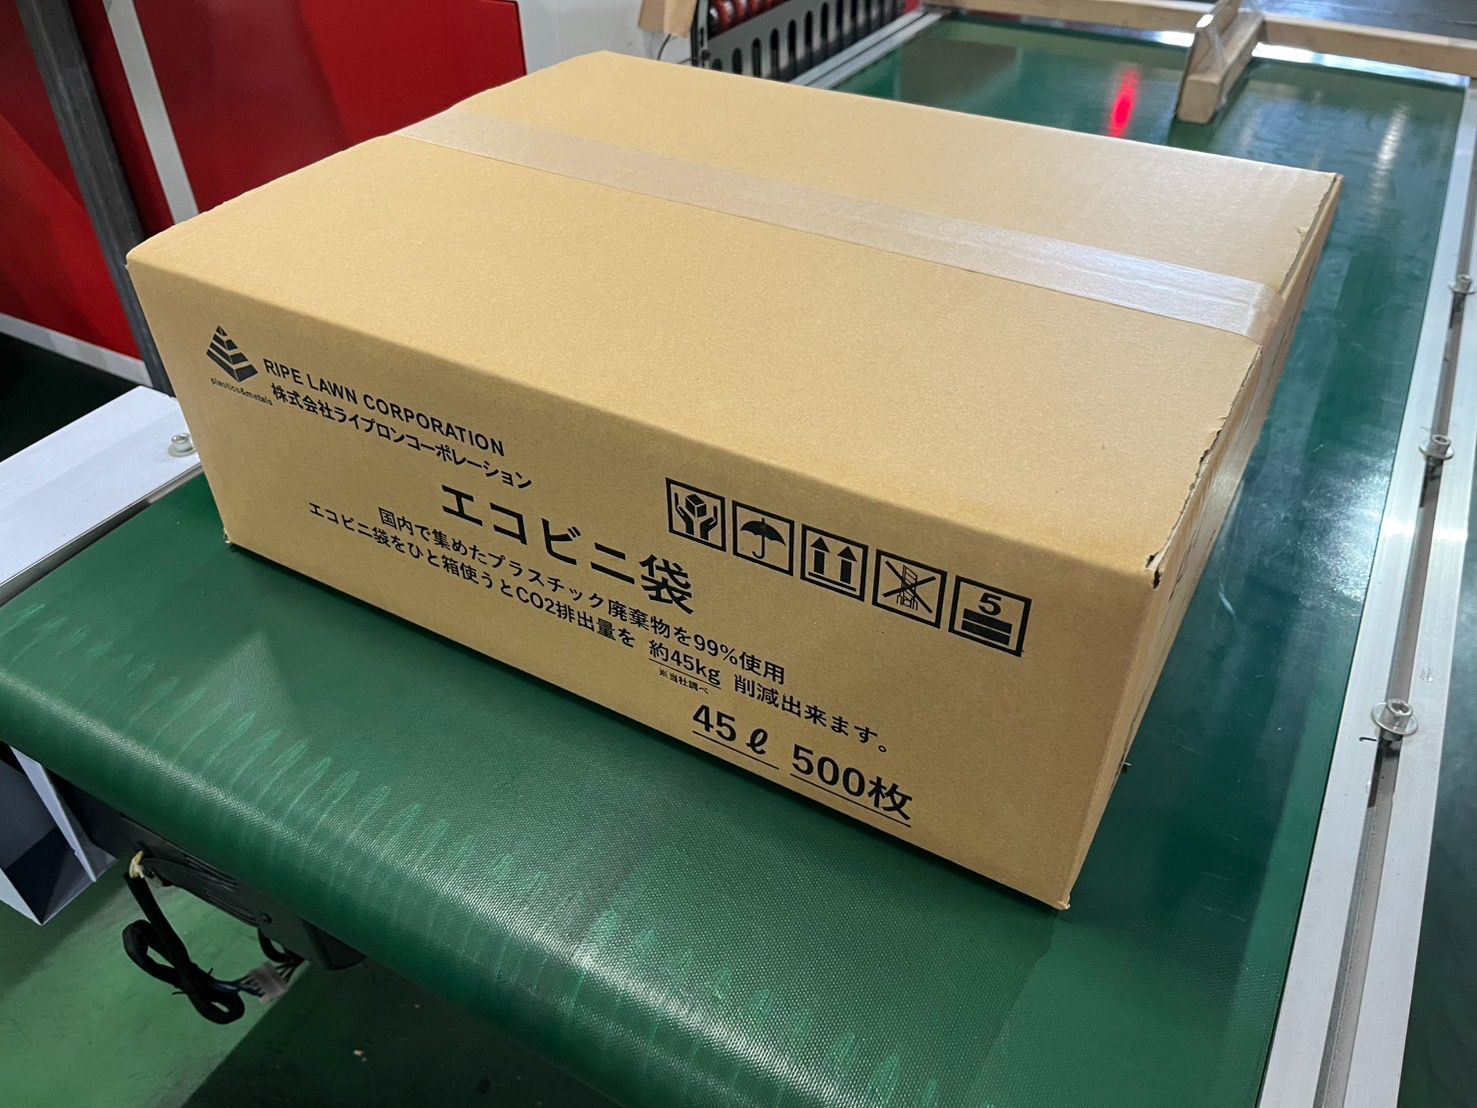 plastics&metals
RIPE LAWN CORPORATION
株式会社ライプロンコーポレーション
エコビニ袋
国内で集めたプラスチック廃棄物を99%使用
エコビニ袋をひと箱使うとCO2排出量を 約45kg 削減出来ます。
※当社調べ
45ℓ 500枚
5